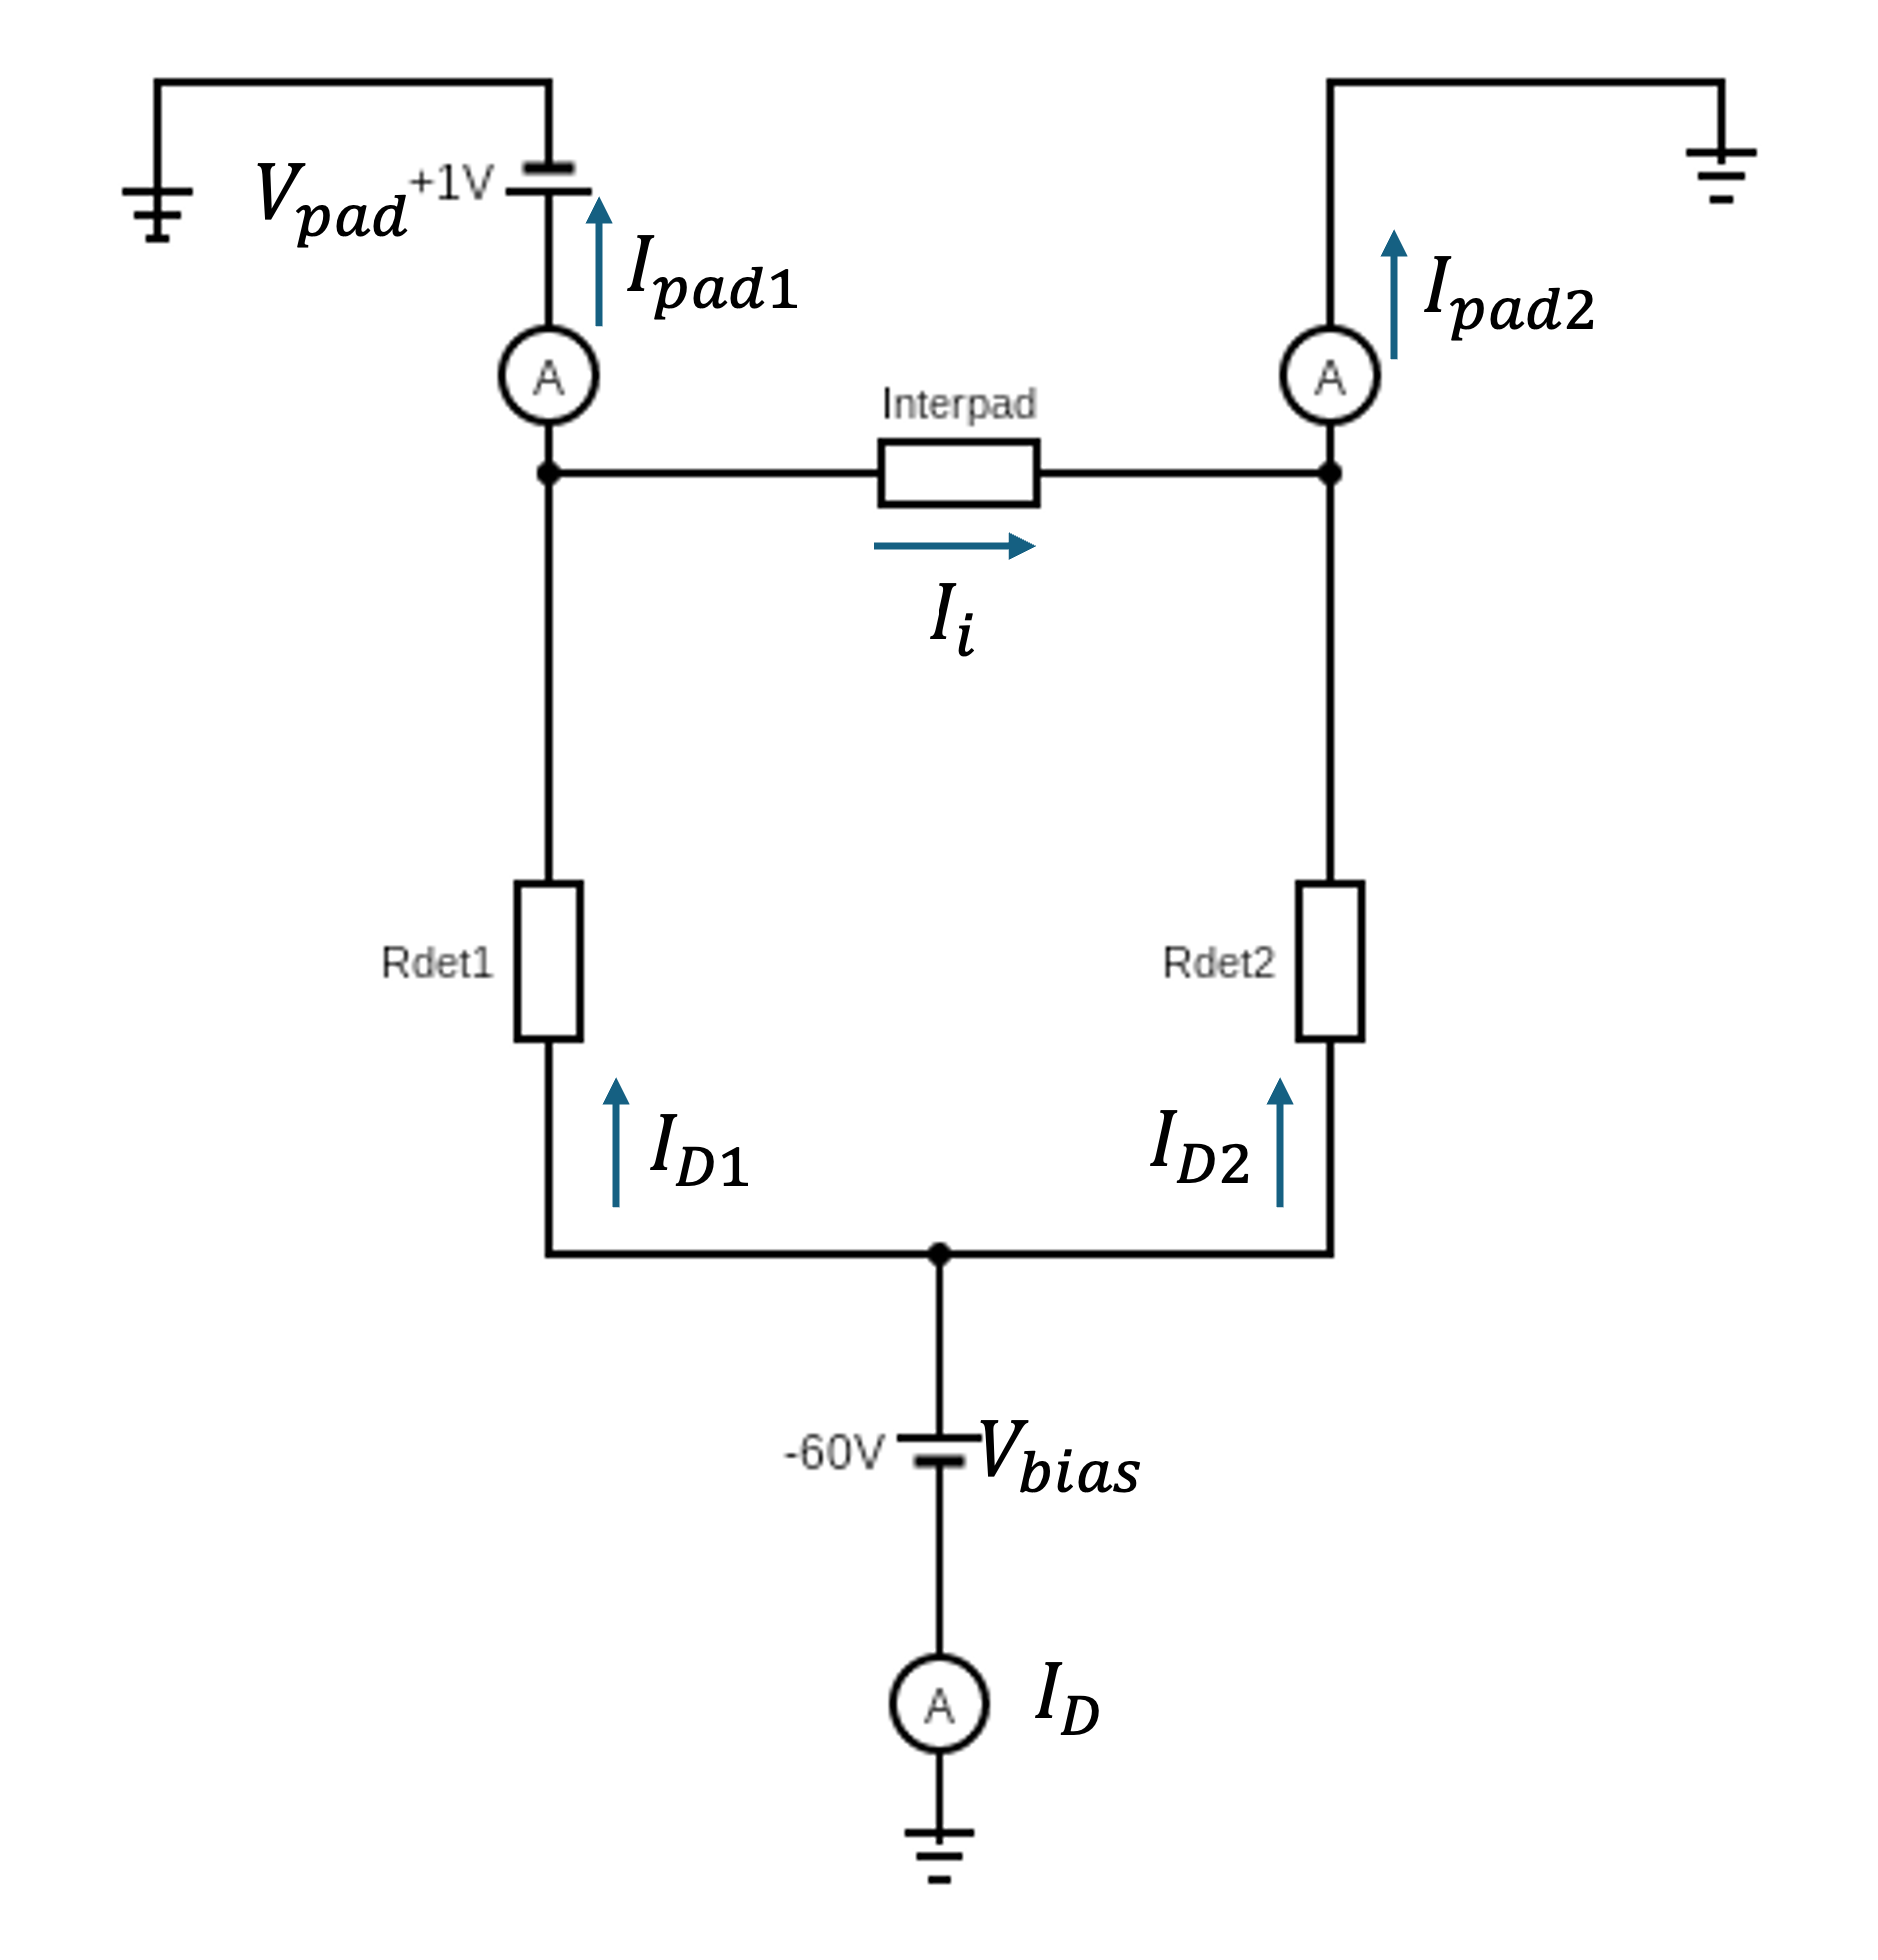 V_pad +1V
I_pad1
I_pad2
A
A
Interpad
I_i
Rdet1
Rdet2
I_D1
I_D2
-60V V_bias
A
I_D